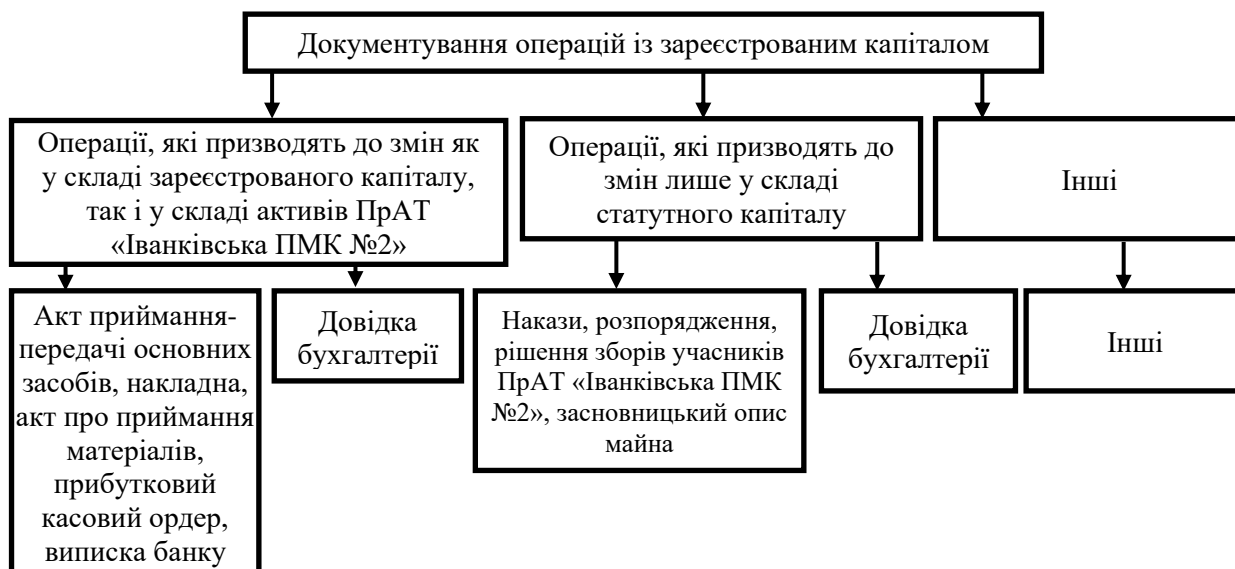 Документування операцій із зареєстрованим капіталом
Операції, які призводять до змін як
у складі зареєстрованого капіталу,
так і у складі активів ПрАТ
«Іванківська ПМК №2»
Операції, які призводять до
змін лише у складі
статутного капіталу
Інші
Акт приймання-
передачі основних
засобів, накладна,
акт про приймання
матеріалів,
прибутковий
касовий ордер,
виписка банку
Довідка
бухгалтерії
Накази, розпорядження,
рішення зборів учасників
ПрАТ «Іванківська ПМК
№2», засновницький опис
майна
Довідка
бухгалтерії
Інші